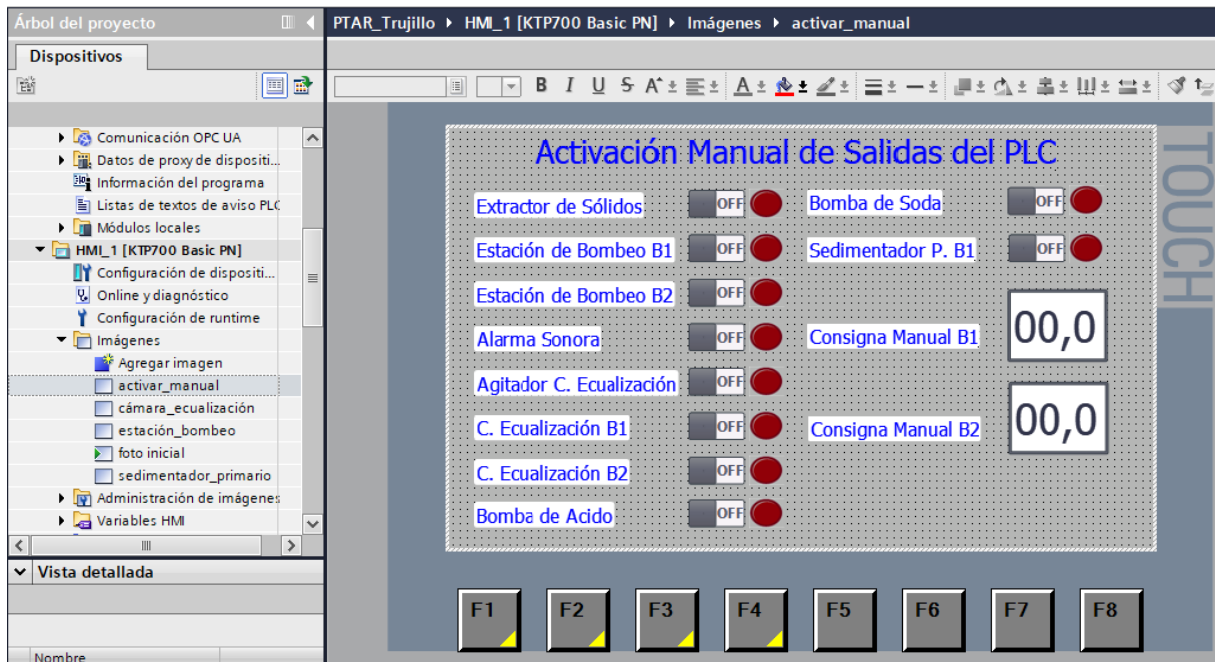 Árbol del proyecto
PTAR_Trujillo HMI_1 [KTP700 Basic PN] Imágenes activar_manual
Dispositivos
B I U S A A
Comunicación OPC UA
Datos de proxy de dispositi...
Información del programa
Listas de textos de aviso PLC
Módulos locales
HMI_1 [KTP700 Basic PN]
Configuración de dispositi...
Online y diagnóstico
Configuración de runtime
Imágenes
Agregar imagen
activar_manual
cámara_ecualización
estación_bombeo
foto inicial
sedimentador_primario
Administración de imágenes
Variables HMI
Vista detallada
Nombre
Activación Manual de Salidas del PLC
Extractor de Sólidos OFF
Estación de Bombeo B1 OFF
Estación de Bombeo B2 OFF
Alarma Sonora OFF
Agitador C. Ecualización OFF
C. Ecualización B1 OFF
C. Ecualización B2 OFF
Bomba de Acido OFF
Bomba de Soda OFF
Sedimentador P. B1 OFF
Consigna Manual B1 00,0
Consigna Manual B2 00,0
TOUCH
F1 F2 F3 F4 F5 F6 F7 F8